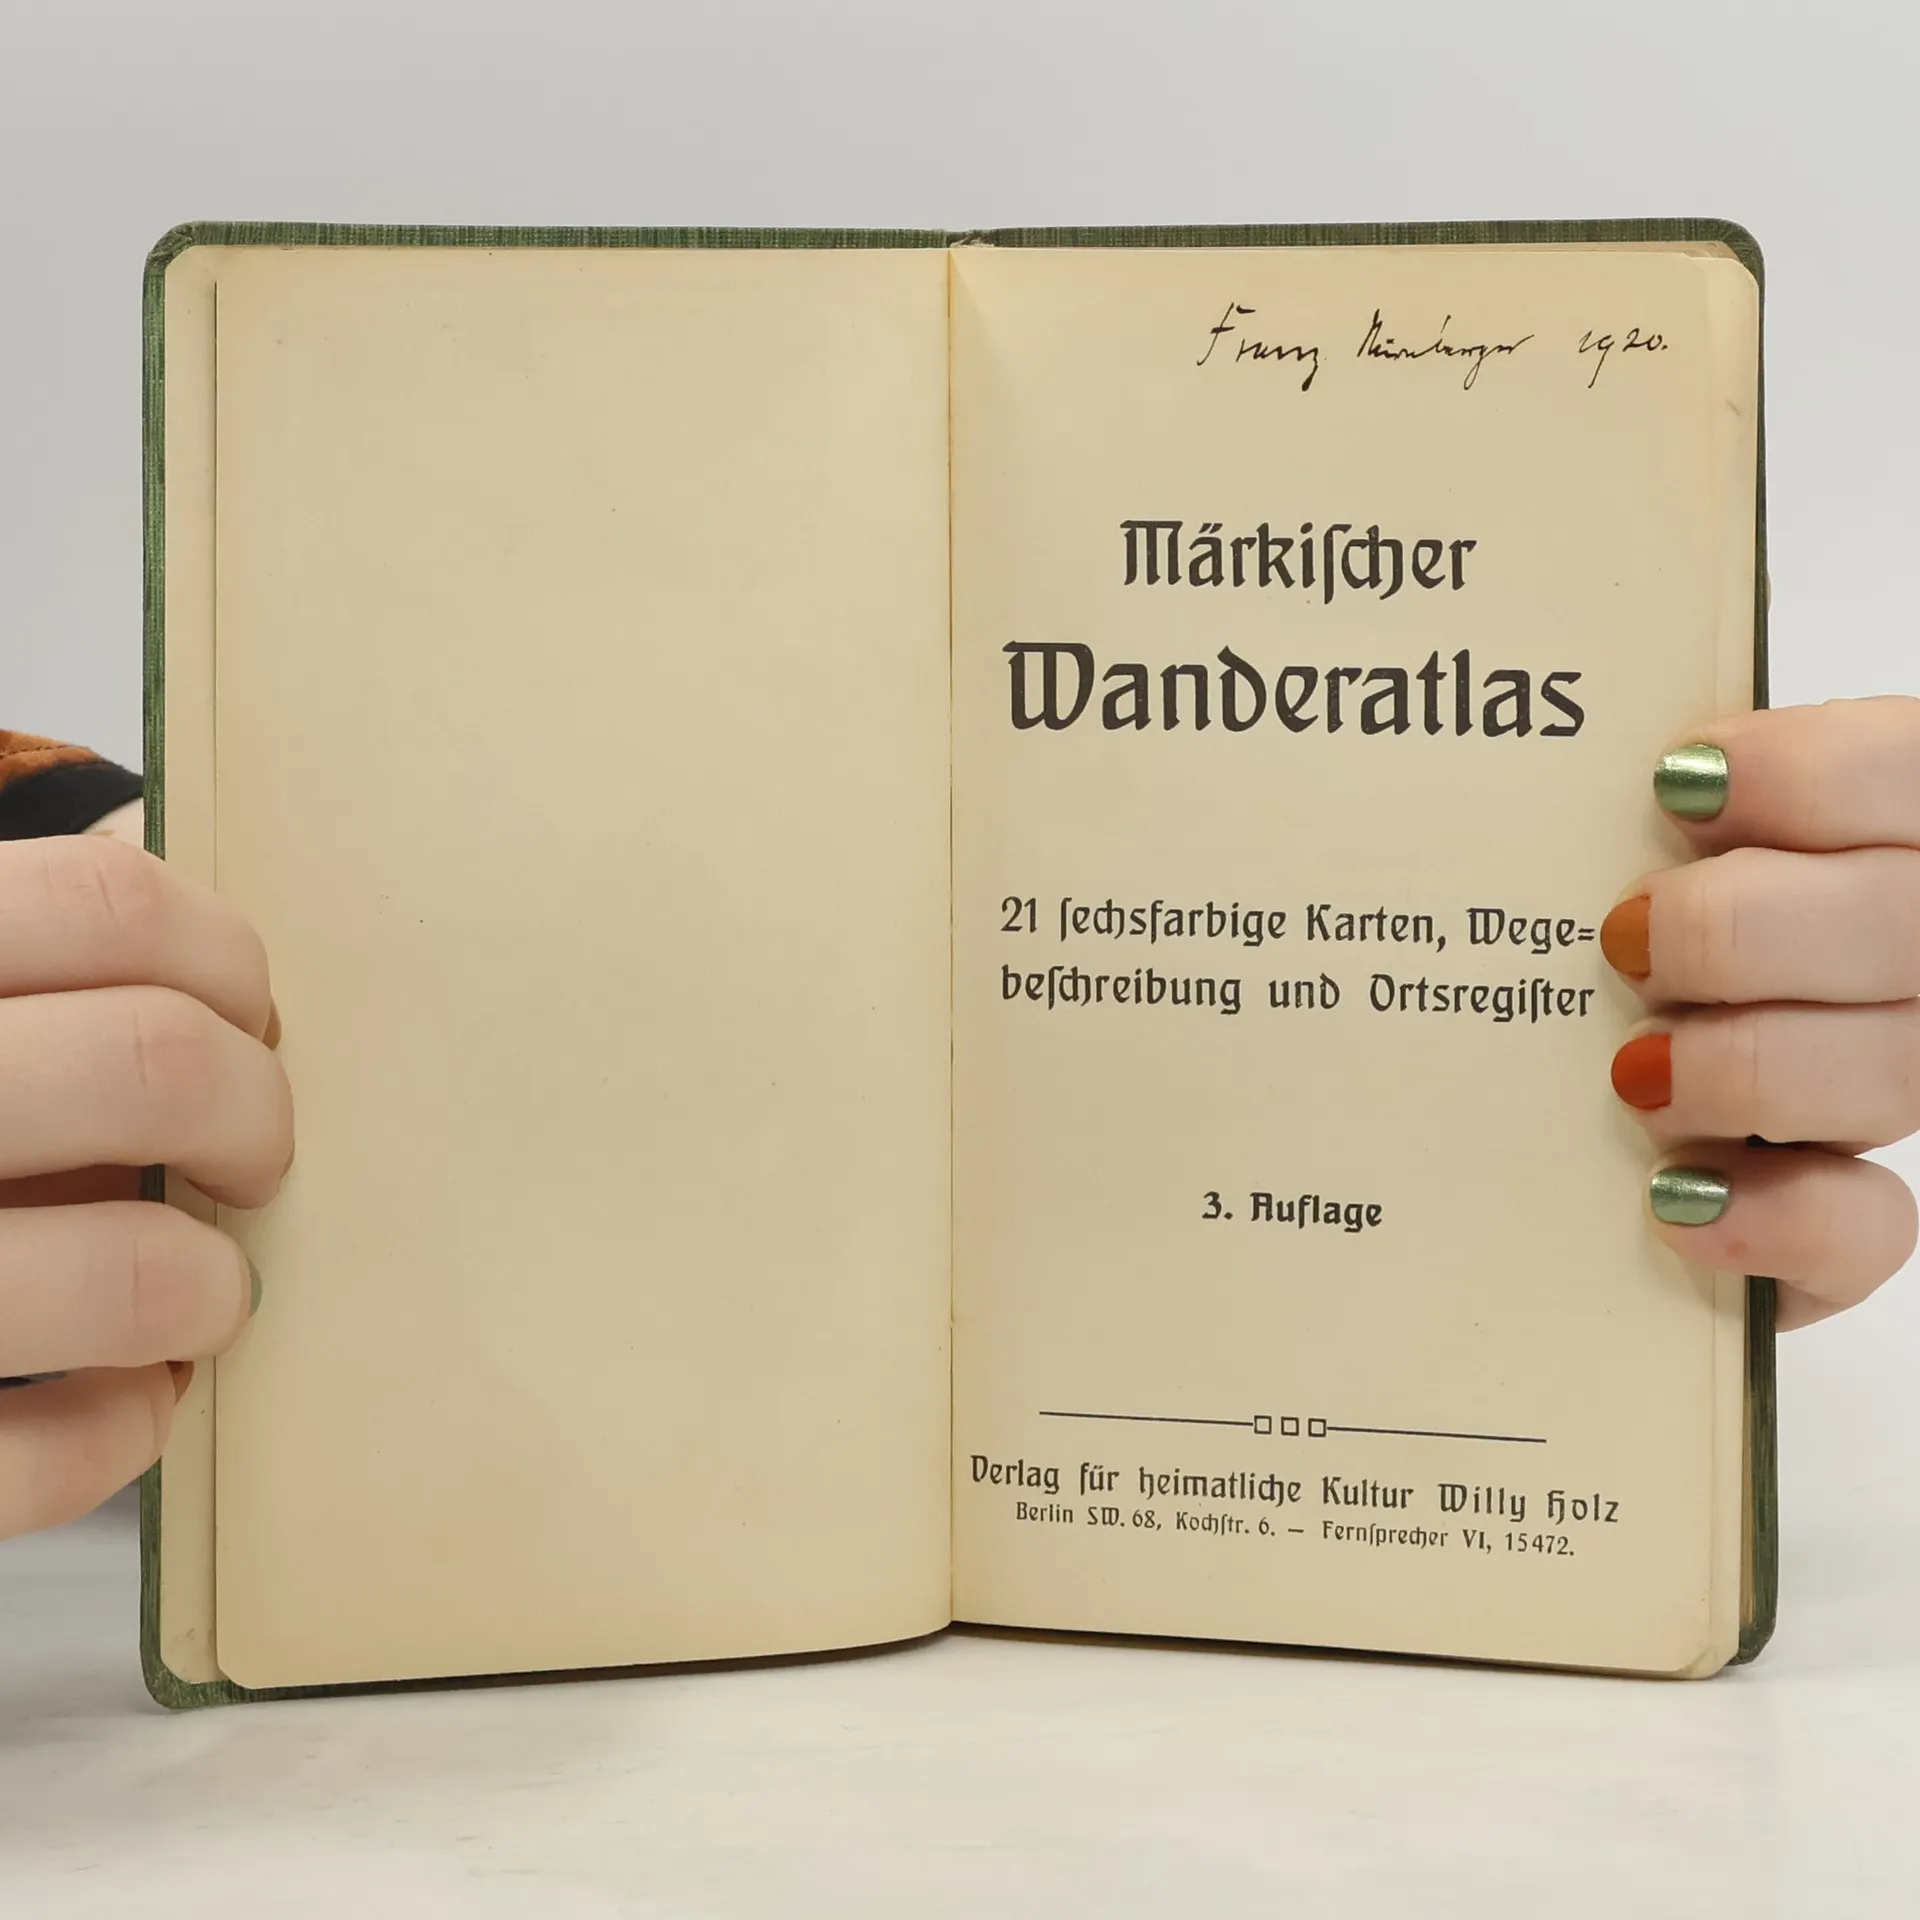 Franz Nürnberger 1920.
Märkiſcher
Wanderatlas
21 ſechsfarbige Karten, Wege=
beſchreibung und Ortsregiſter
3. Auflage
Verlag für heimatliche Kultur Willy Holz
Berlin SW. 68, Kochſtr. 6. — Fernſprecher VI, 15472.